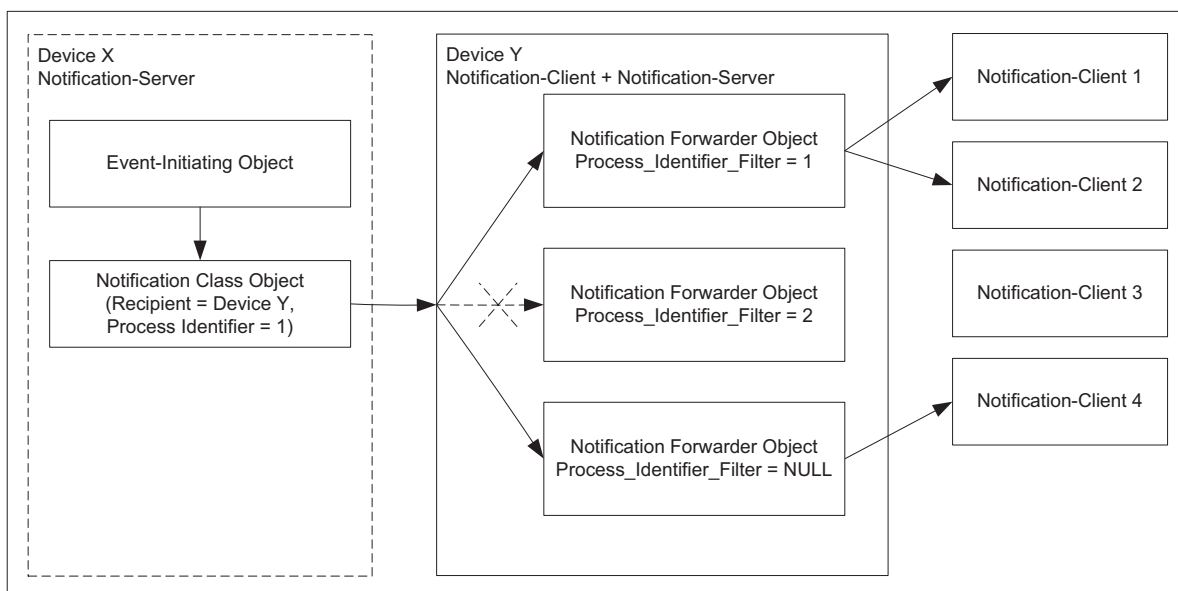 Device X
Notification-Server
Event-Initiating Object
Notification Class Object
(Recipient = Device Y,
Process Identifier = 1)
Device Y
Notification-Client + Notification-Server
Notification Forwarder Object
Process_Identifier_Filter = 1
Notification Forwarder Object
Process_Identifier_Filter = 2
Notification Forwarder Object
Process_Identifier_Filter = NULL
Notification-Client 1
Notification-Client 2
Notification-Client 3
Notification-Client 4